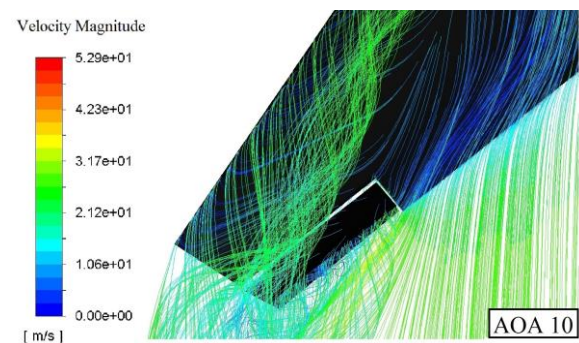 Velocity Magnitude
5.29e+01
4.23e+01
3.17e+01
2.12e+01
1.06e+01
0.00e+00
[ m/s ]
AOA 10